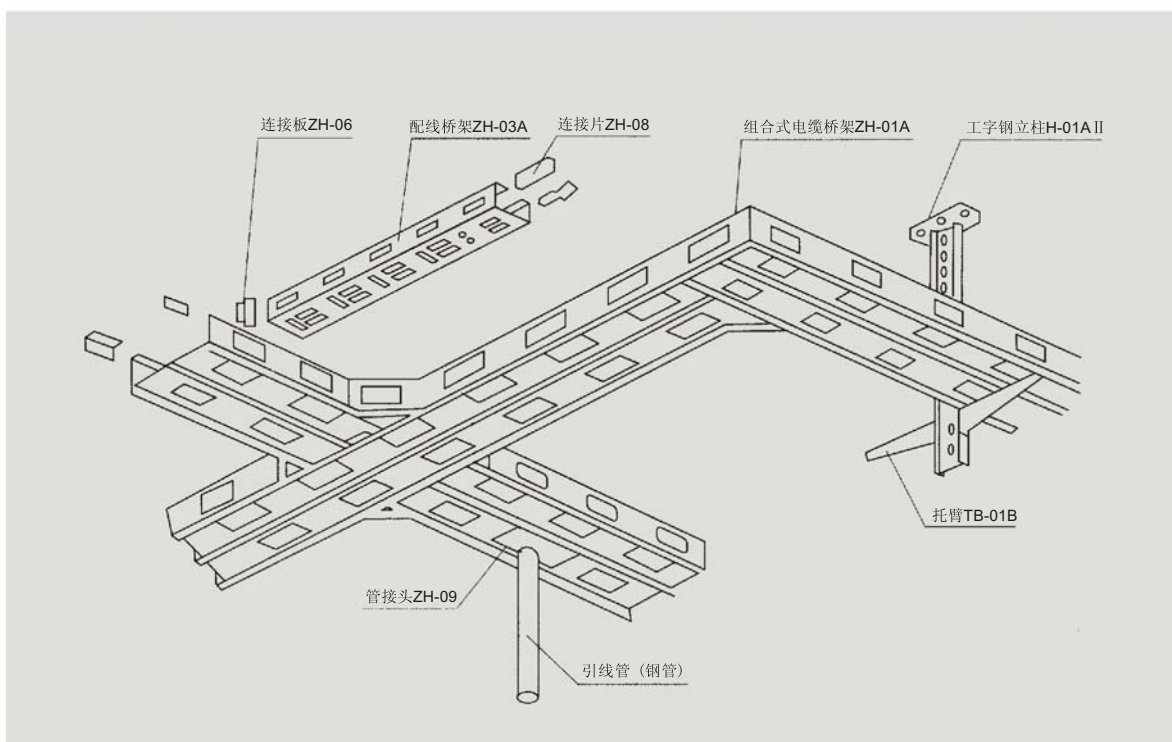 连接板ZH-06
配线桥架ZH-03A
连接片ZH-08
组合式电缆桥架ZH-01A
工字钢立柱H-01AⅡ
托臂TB-01B
管接头ZH-09
引线管(钢管)